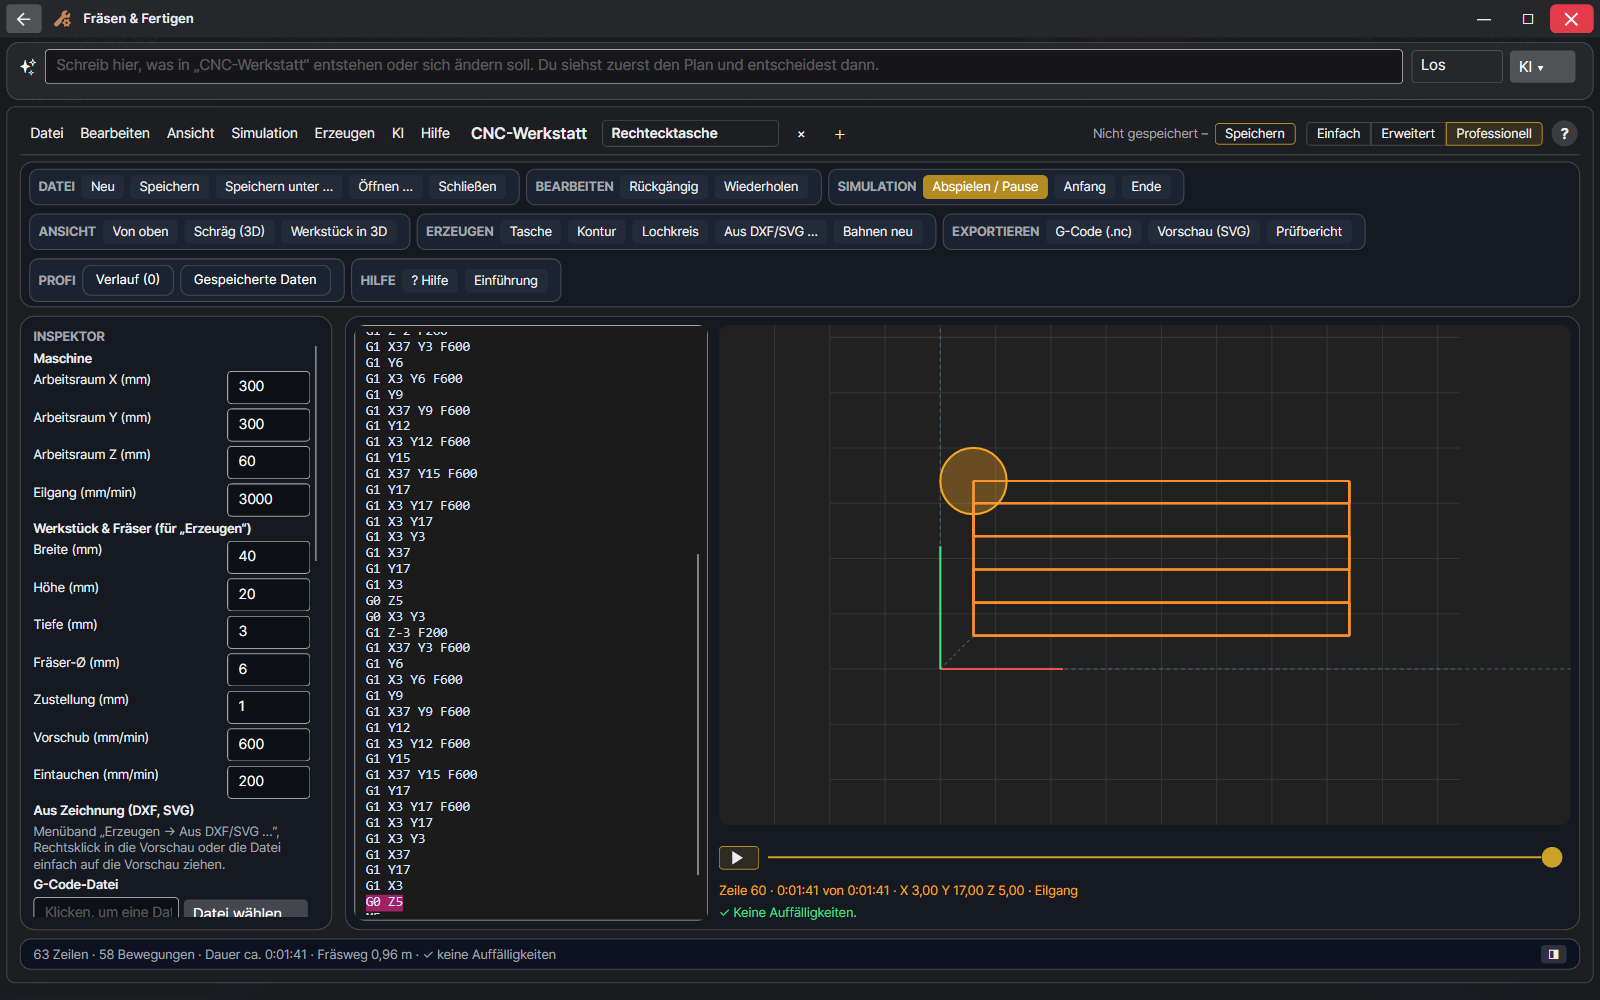 Fräsen & Fertigen
Schreib hier, was in „CNC-Werkstatt“ entstehen oder sich ändern soll. Du siehst zuerst den Plan und entscheidest dann.
Los
KI ▾
Datei Bearbeiten Ansicht Simulation Erzeugen KI Hilfe CNC-Werkstatt Rechtecktasche × +
Nicht gespeichert – Speichern Einfach Erweitert Professionell ?
DATEI Neu Speichern Speichern unter ... Öffnen ... Schließen
BEARBEITEN Rückgängig Wiederholen
SIMULATION Abspielen / Pause Anfang Ende
ANSICHT Von oben Schräg (3D) Werkstück in 3D
ERZEUGEN Tasche Kontur Lochkreis Aus DXF/SVG ... Bahnen neu
EXPORTIEREN G-Code (.nc) Vorschau (SVG) Prüfbericht
PROFI Verlauf (0) Gespeicherte Daten
HILFE ? Hilfe Einführung
INSPEKTOR
Maschine
Arbeitsraum X (mm) 300
Arbeitsraum Y (mm) 300
Arbeitsraum Z (mm) 60
Eilgang (mm/min) 3000
Werkstück & Fräser (für „Erzeugen“)
Breite (mm) 40
Höhe (mm) 20
Tiefe (mm) 3
Fräser-Ø (mm) 6
Zustellung (mm) 1
Vorschub (mm/min) 600
Eintauchen (mm/min) 200
Aus Zeichnung (DXF, SVG)
Menüband „Erzeugen → Aus DXF/SVG ...“,
Rechtsklick in die Vorschau oder die Datei
einfach auf die Vorschau ziehen.
G-Code-Datei
Klicken, um eine Dat Datei wählen
G1 Z-2 F200
G1 X37 Y3 F600
G1 Y6
G1 X3 Y6 F600
G1 Y9
G1 X37 Y9 F600
G1 Y12
G1 X3 Y12 F600
G1 Y15
G1 X37 Y15 F600
G1 Y17
G1 X3 Y17 F600
G1 X3 Y17
G1 X3 Y3
G1 X37
G1 Y17
G1 X3
G0 Z5
G0 X3 Y3
G1 Z-3 F200
G1 X37 Y3 F600
G1 Y6
G1 X3 Y6 F600
G1 Y9
G1 X37 Y9 F600
G1 Y12
G1 X3 Y12 F600
G1 Y15
G1 X37 Y15 F600
G1 Y17
G1 X3 Y17 F600
G1 X3 Y17
G1 X3 Y3
G1 X37
G1 Y17
G1 X3
G0 Z5
Zeile 60 · 0:01:41 von 0:01:41 · X 3,00 Y 17,00 Z 5,00 · Eilgang
✓ Keine Auffälligkeiten.
63 Zeilen · 58 Bewegungen · Dauer ca. 0:01:41 · Fräsweg 0,96 m · ✓ keine Auffälligkeiten